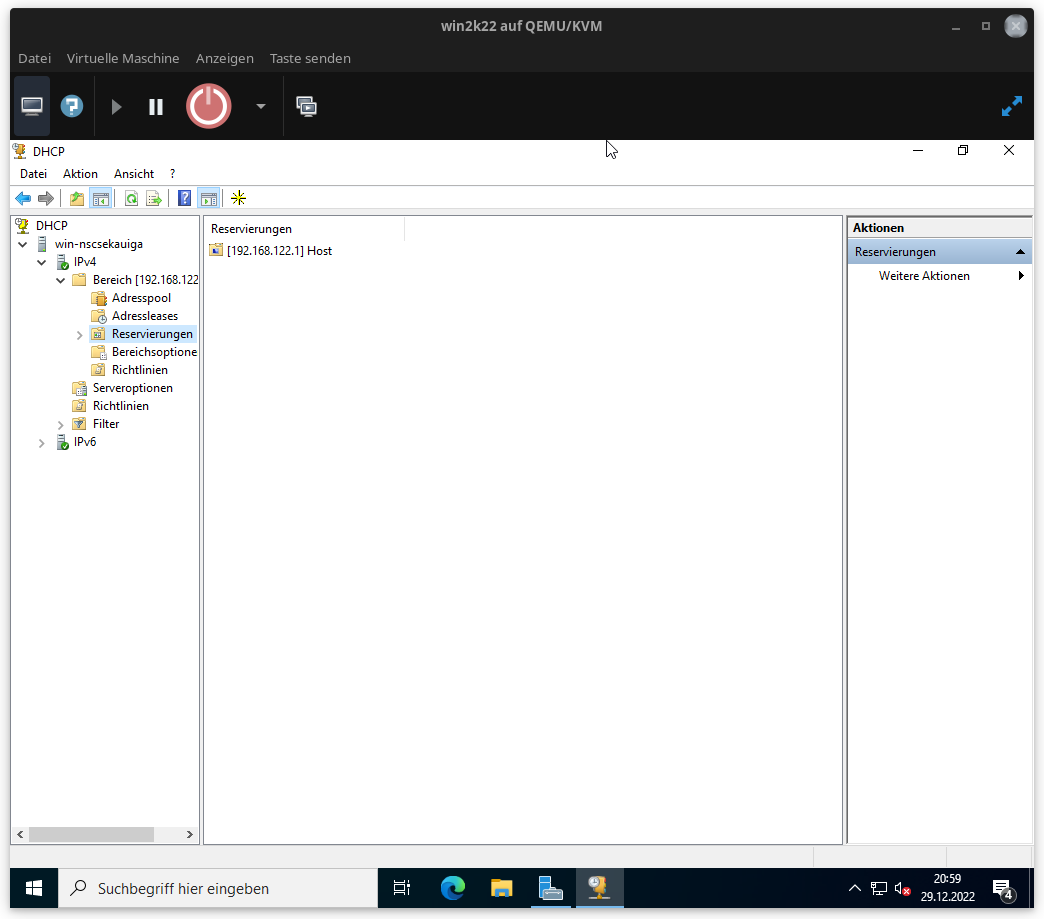 win2k22 auf QEMU/KVM
Datei Virtuelle Maschine Anzeigen Taste senden
DHCP
Datei Aktion Ansicht ?
DHCP
win-nscsekauiga
IPv4
Bereich [192.168.122
Adresspool
Adressleases
Reservierungen
Bereichsoptione
Richtlinien
Serveroptionen
Richtlinien
Filter
IPv6
Reservierungen
[192.168.122.1] Host
Aktionen
Reservierungen
Weitere Aktionen
Suchbegriff hier eingeben
20:59
29.12.2022
4